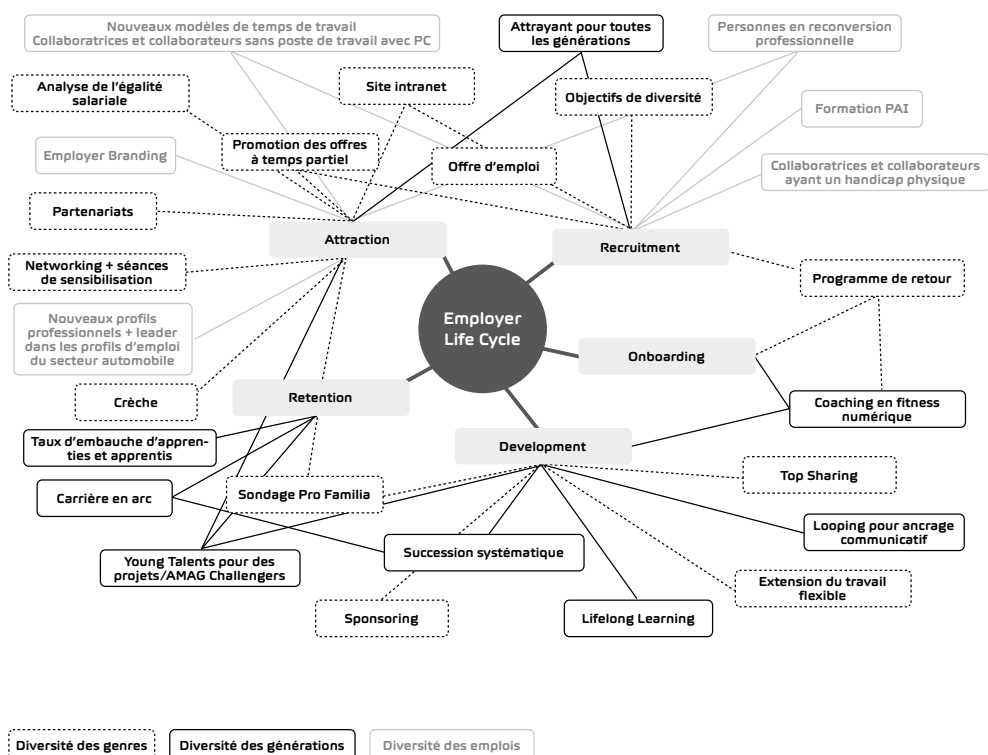 Nouveaux modèles de temps de travail
Collaboratrices et collaborateurs sans poste de travail avec PC
Attrayant pour toutes
les générations
Personnes en reconversion
professionnelle
Analyse de l'égalité
salariale
Site intranet
Objectifs de diversité
Formation PAI
Employer Branding
Promotion des offres
à temps partiel
Offre d'emploi
Collaboratrices et collaborateurs
ayant un handicap physique
Partenariats
Attraction
Recruitment
Networking + séances
de sensibilisation
Programme de retour
Nouveaux profils
professionnels + leader
dans les profils d'emploi
du secteur automobile
Employer
Life Cycle
Onboarding
Crèche
Retention
Coaching en fitness
numérique
Taux d'embauche d'appren-
ties et apprentis
Development
Carrière en arc
Sondage Pro Familia
Top Sharing
Looping pour ancrage
communicatif
Young Talents pour des
projets/AMAG Challengers
Succession systématique
Extension du travail
flexible
Sponsoring
Lifelong Learning
Diversité des genres
Diversité des générations
Diversité des emplois